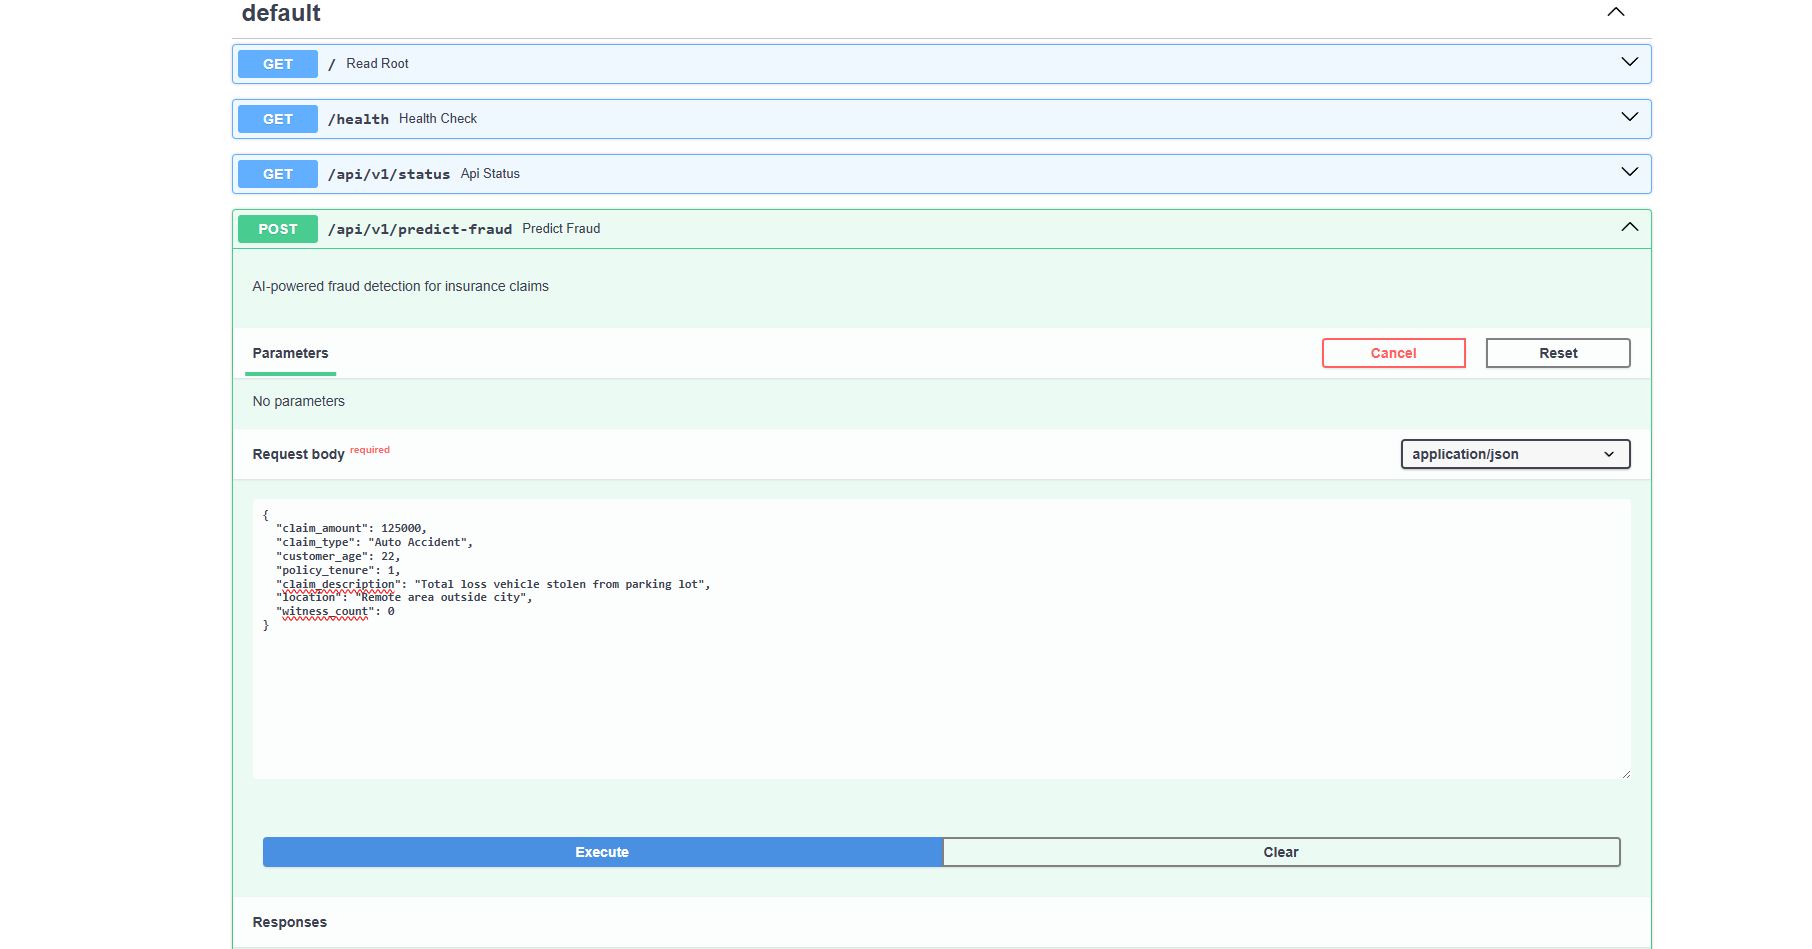 default
GET / Read Root
GET /health Health Check
GET /api/v1/status Api Status
POST /api/v1/predict-fraud Predict Fraud
AI-powered fraud detection for insurance claims
Parameters Cancel Reset
No parameters
Request body required application/json
{
  "claim_amount": 125000,
  "claim_type": "Auto Accident",
  "customer_age": 22,
  "policy_tenure": 1,
  "claim_description": "Total loss vehicle stolen from parking lot",
  "location": "Remote area outside city",
  "witness_count": 0
}
Execute Clear
Responses